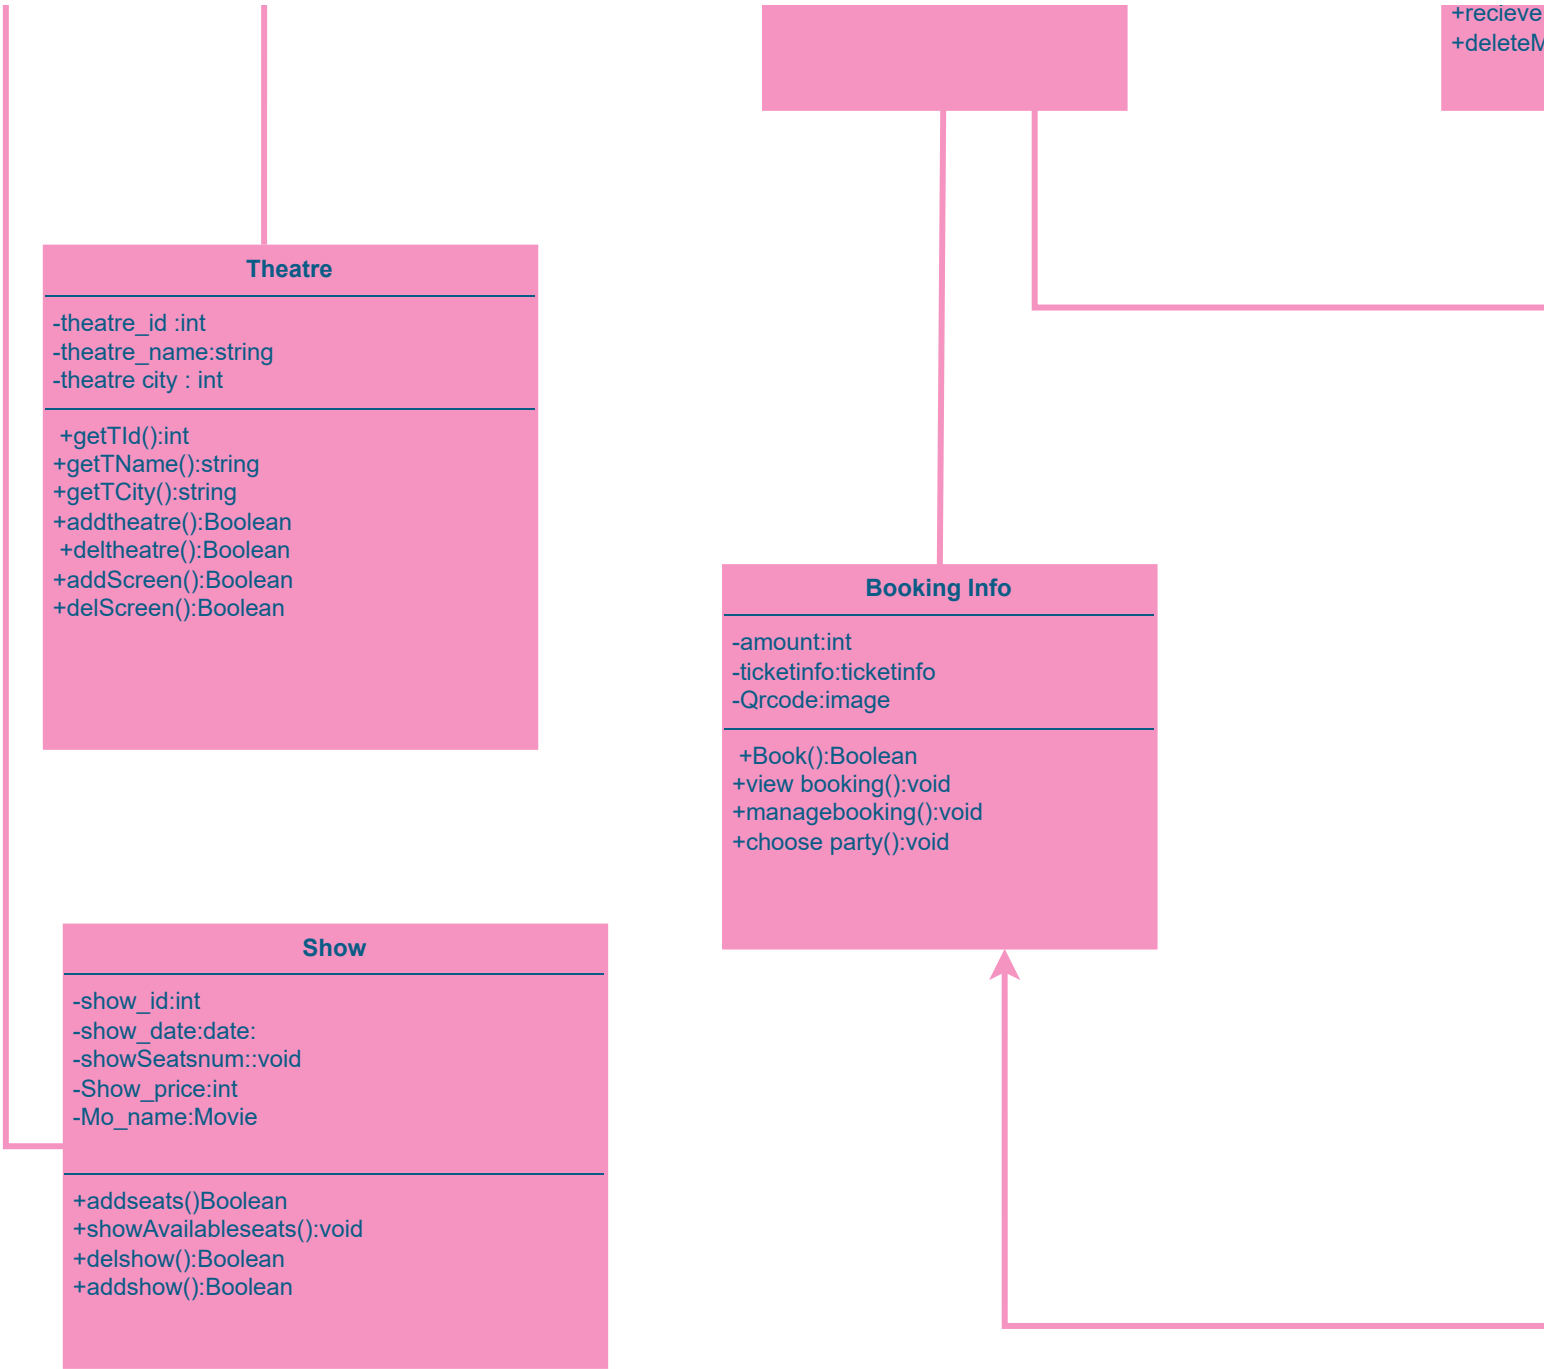 +recieve
+deleteM
Theatre
-theatre_id :int
-theatre_name:string
-theatre city : int
+getTId():int
+getTName():string
+getTCity():string
+addtheatre():Boolean
+deltheatre():Boolean
+addScreen():Boolean
+delScreen():Boolean
Booking Info
-amount:int
-ticketinfo:ticketinfo
-Qrcode:image
+Book():Boolean
+view booking():void
+managebooking():void
+choose party():void
Show
-show_id:int
-show_date:date:
-showSeatsnum::void
-Show_price:int
-Mo_name:Movie
+addseats()Boolean
+showAvailableseats():void
+delshow():Boolean
+addshow():Boolean